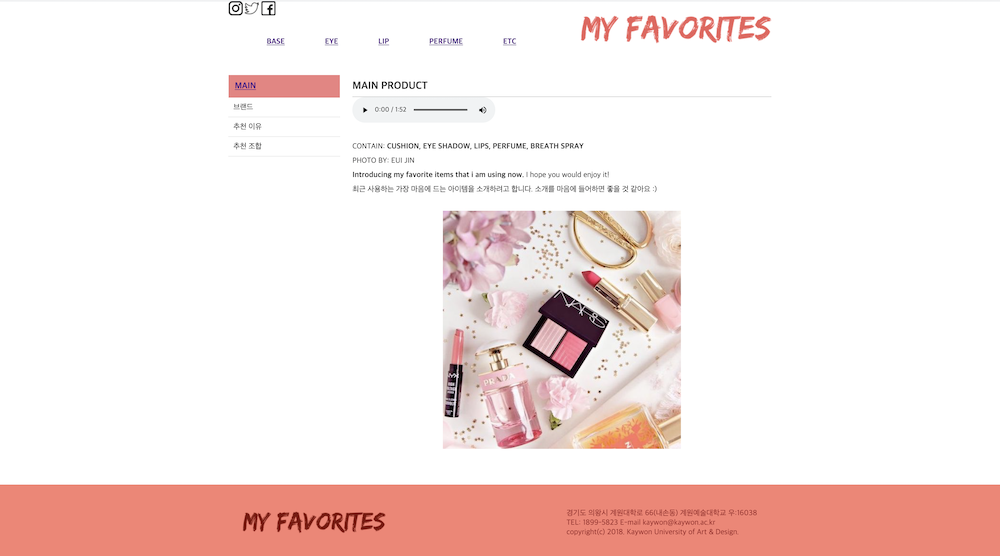 MY FAVORITES
BASE EYE LIP PERFUME ETC
MAIN
브랜드
추천 이유
추천 조합
MAIN PRODUCT
0:00 / 1:52
CONTAIN: CUSHION, EYE SHADOW, LIPS, PERFUME, BREATH SPRAY
PHOTO BY: EUI JIN
Introducing my favorite items that i am using now. I hope you would enjoy it!
최근 사용하는 가장 마음에 드는 아이템을 소개하려고 합니다. 소개를 마음에 들어하면 좋을 것 같아요 :)
NARS
PRADA
NYX
MY FAVORITES
경기도 의왕시 계원대학로 66(내손동) 계원예술대학교 우:16038
TEL: 1899-5823 E-mail kaywon@kaywon.ac.kr
copyright(c) 2018. Kaywon University of Art & Design.